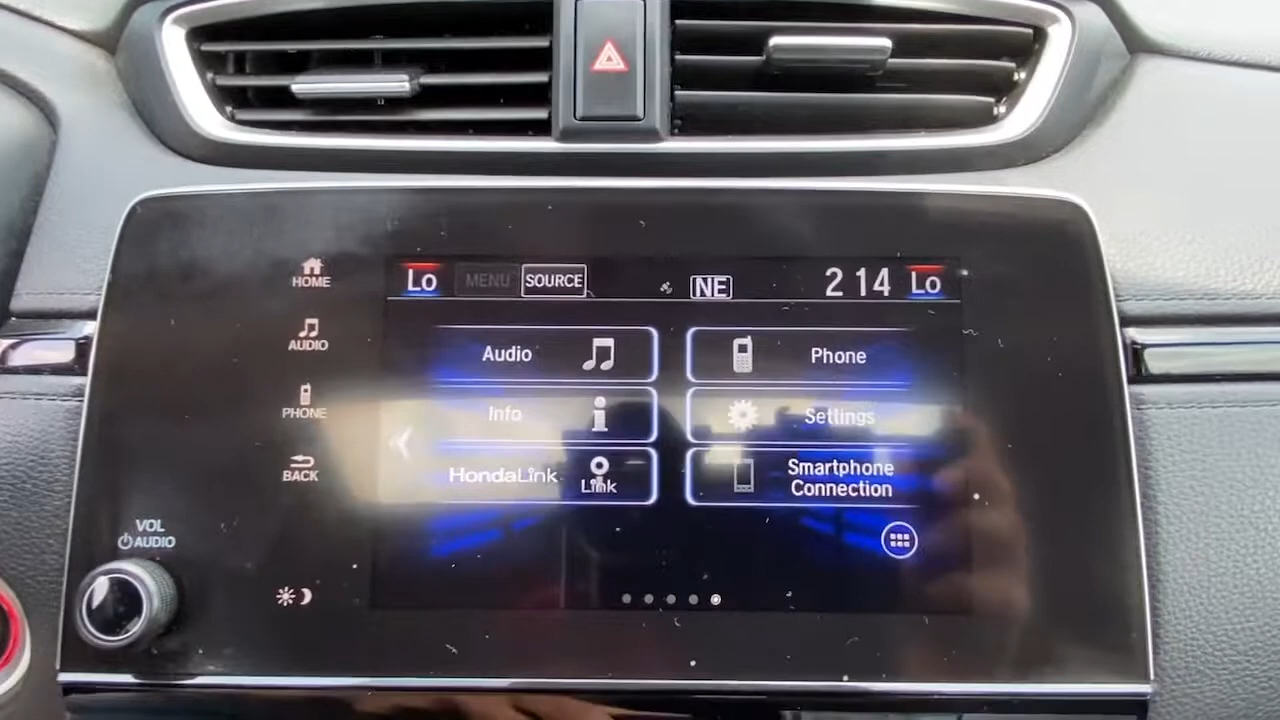 HOME
AUDIO
PHONE
BACK
VOL
AUDIO
Lo MENU SOURCE NE 2 14 Lo
Audio
Phone
Info
Settings
HondaLink
Link
Smartphone
Connection